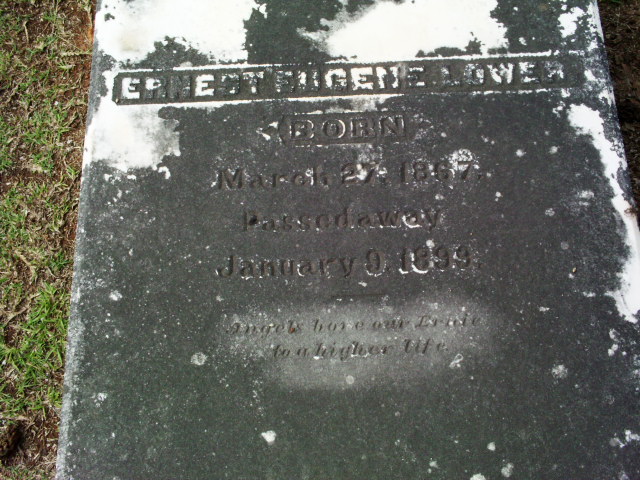 ERNEST EUGENE LOWER
BORN
March 27, 1867.
Passed away
January 9, 1899.
Angels bore our Ernie
to a higher life.